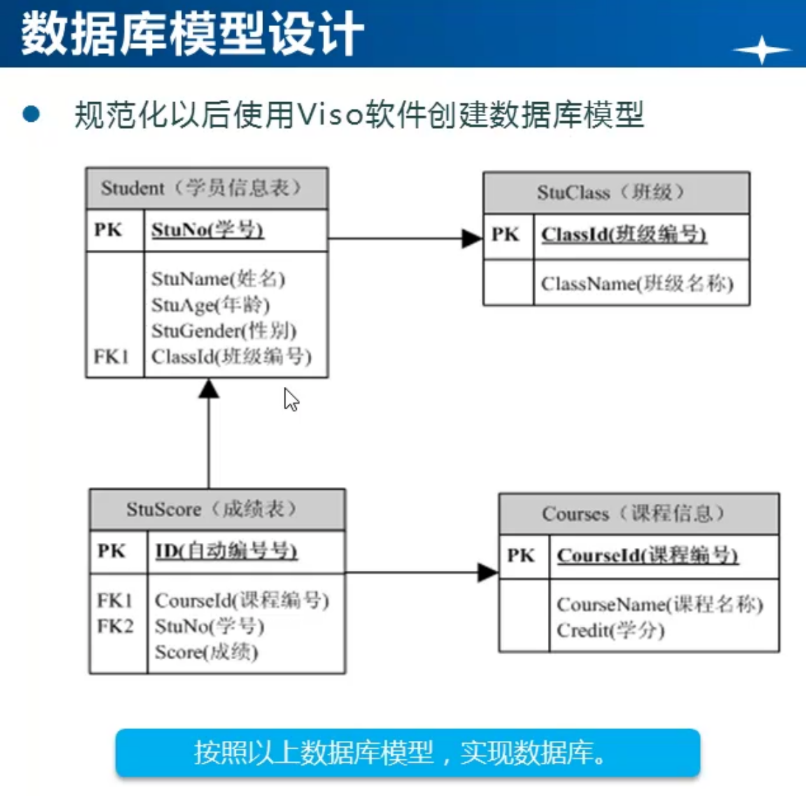 数据库模型设计
规范化以后使用Viso软件创建数据库模型
Student（学员信息表）
PK StuNo(学号)
StuName(姓名)
StuAge(年龄)
StuGender(性别)
FK1 ClassId(班级编号)
StuClass（班级）
PK ClassId(班级编号)
ClassName(班级名称)
StuScore（成绩表）
PK ID(自动编号号)
FK1 CourseId(课程编号)
FK2 StuNo(学号)
Score(成绩)
Courses（课程信息）
PK CourseId(课程编号)
CourseName(课程名称)
Credit(学分)
按照以上数据库模型，实现数据库。